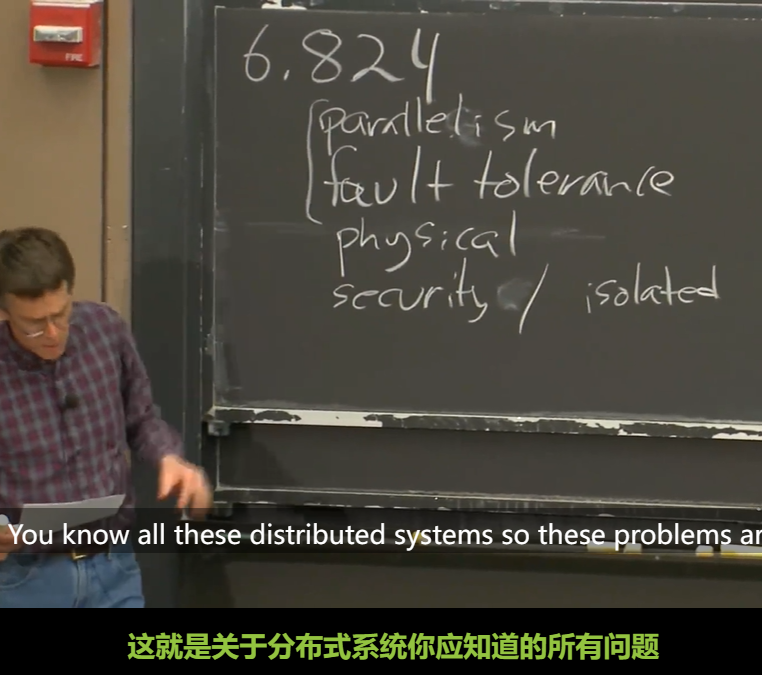 FIRE
6.824
parallelism
fault tolerance
physical
security / isolated
You know all these distributed systems so these problems ar
这就是关于分布式系统你应知道的所有问题